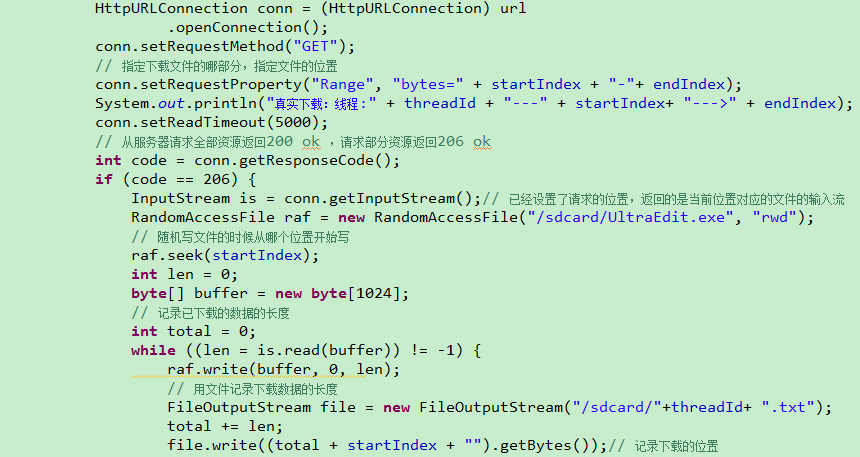 HttpURLConnection conn = (HttpURLConnection) url
.openConnection();
conn.setRequestMethod("GET");
// 指定下载文件的哪部分，指定文件的位置
conn.setRequestProperty("Range", "bytes=" + startIndex + "-"+ endIndex);
System.out.println("真实下载：线程：" + threadId + "---" + startIndex+ "--->" + endIndex);
conn.setReadTimeout(5000);
// 从服务器请求全部资源返回200 ok ，请求部分资源返回206 ok
int code = conn.getResponseCode();
if (code == 206) {
InputStream is = conn.getInputStream();// 已经设置了请求的位置，返回的是当前位置对应的文件的输入流
RandomAccessFile raf = new RandomAccessFile("/sdcard/UltraEdit.exe", "rwd");
// 随机写文件的时候从哪个位置开始写
raf.seek(startIndex);
int len = 0;
byte[] buffer = new byte[1024];
// 记录已下载的数据的长度
int total = 0;
while ((len = is.read(buffer)) != -1) {
raf.write(buffer, 0, len);
// 用文件记录下载数据的长度
FileOutputStream file = new FileOutputStream("/sdcard/"+threadId+ ".txt");
total += len;
file.write((total + startIndex + "").getBytes());// 记录下载的位置